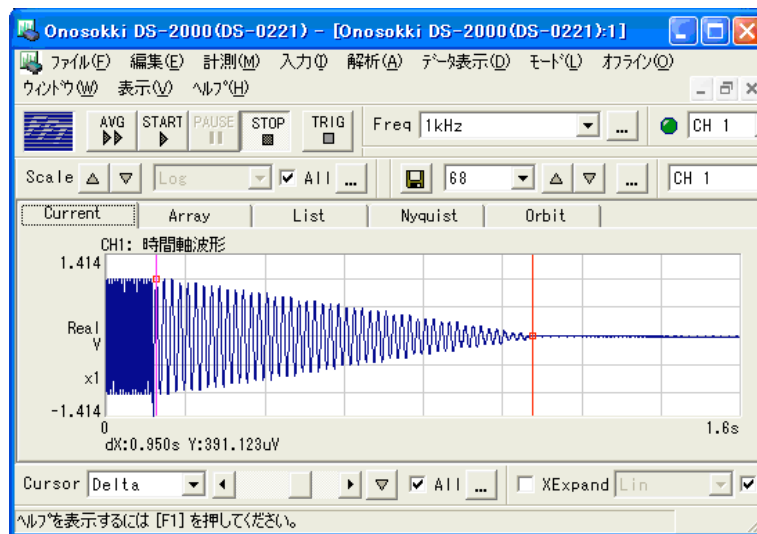 Onosokki DS-2000(DS-0221) - [Onosokki DS-2000(DS-0221):1]
ファイル(F) 編集(E) 計測(M) 入力(I) 解析(A) データ表示(D) モード(L) オフライン(O)
ウィンドウ(W) 表示(V) ヘルプ(H)
AVG START PAUSE STOP TRIG Freq 1kHz ... CH 1
Scale Log All ... 68 ... CH 1
Current Array List Nyquist Orbit
CH1: 時間軸波形
1.414
Real
V
x1
-1.414
0 1.6s
dX:0.950s Y:391.123uV
Cursor Delta All ... XExpand Lin
ヘルプを表示するには [F1] を押してください。